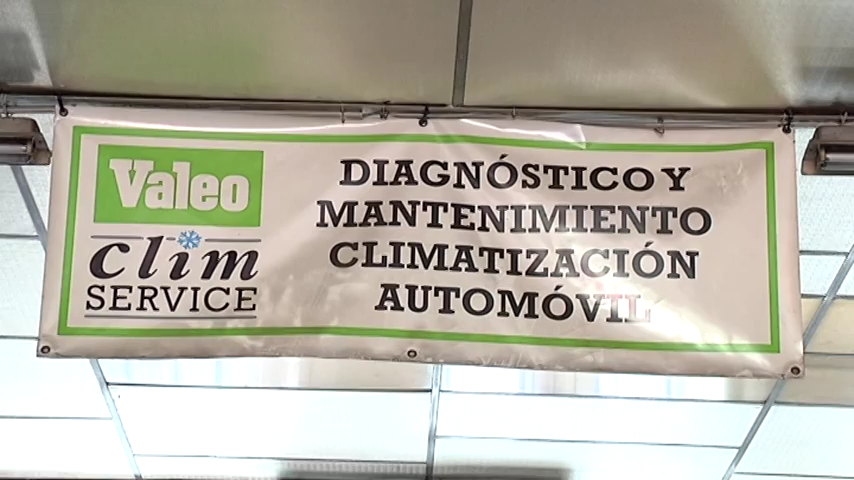 Valeo
clim
SERVICE
DIAGNÓSTICO Y
MANTENIMIENTO
CLIMATIZACIÓN
AUTOMÓVIL